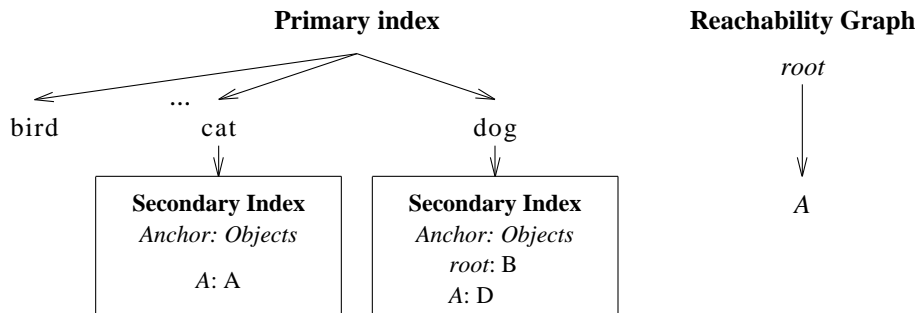 Primary index
Reachability Graph
root
...
bird
cat
dog
Secondary Index
Anchor: Objects
A: A
Secondary Index
Anchor: Objects
root: B
A: D
A